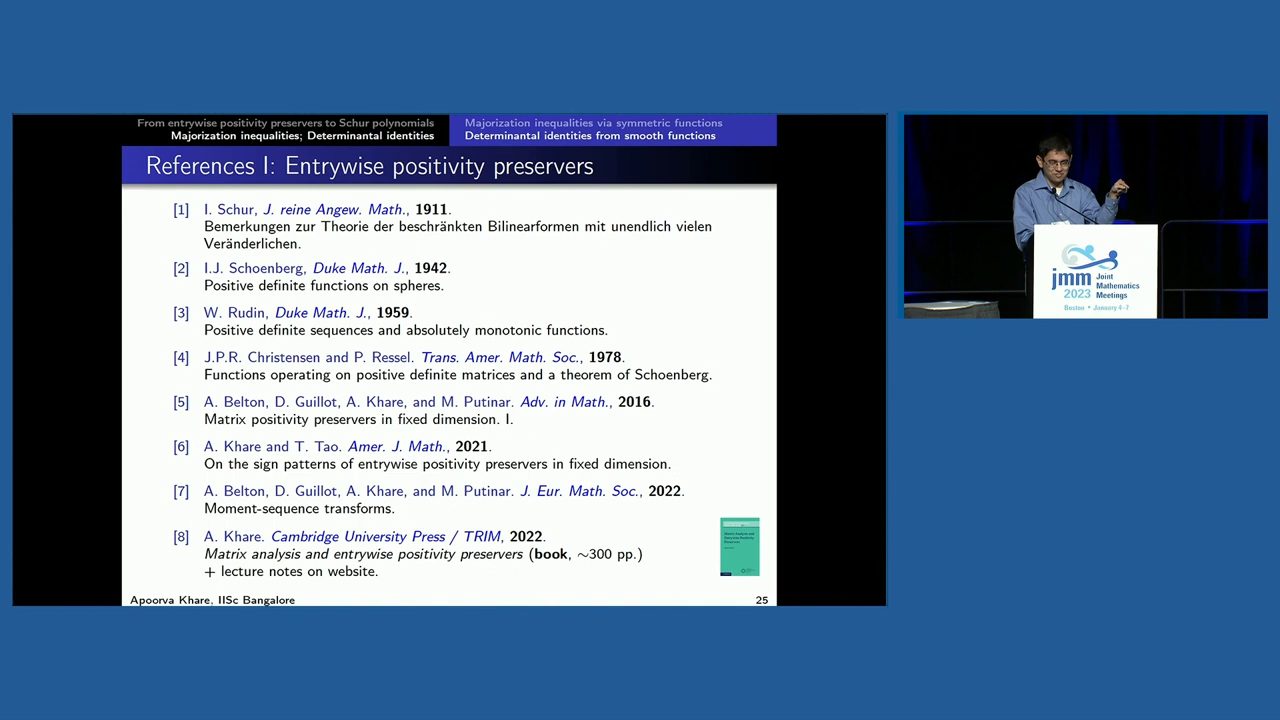 From entrywise positivity preservers to Schur polynomials
Majorization inequalities; Determinantal identities
Majorization inequalities via symmetric functions
Determinantal identities from smooth functions
References I: Entrywise positivity preservers
[1] I. Schur, J. reine Angew. Math., 1911.
Bemerkungen zur Theorie der beschränkten Bilinearformen mit unendlich vielen
Veränderlichen.
[2] I.J. Schoenberg, Duke Math. J., 1942.
Positive definite functions on spheres.
[3] W. Rudin, Duke Math. J., 1959.
Positive definite sequences and absolutely monotonic functions.
[4] J.P.R. Christensen and P. Ressel. Trans. Amer. Math. Soc., 1978.
Functions operating on positive definite matrices and a theorem of Schoenberg.
[5] A. Belton, D. Guillot, A. Khare, and M. Putinar. Adv. in Math., 2016.
Matrix positivity preservers in fixed dimension. I.
[6] A. Khare and T. Tao. Amer. J. Math., 2021.
On the sign patterns of entrywise positivity preservers in fixed dimension.
[7] A. Belton, D. Guillot, A. Khare, and M. Putinar. J. Eur. Math. Soc., 2022.
Moment-sequence transforms.
[8] A. Khare. Cambridge University Press / TRIM, 2022.
Matrix analysis and entrywise positivity preservers (book, ~300 pp.)
+ lecture notes on website.
Apoorva Khare, IISc Bangalore
25
jmm
2023
Joint
Mathematics
Meetings
Boston • January 4-7